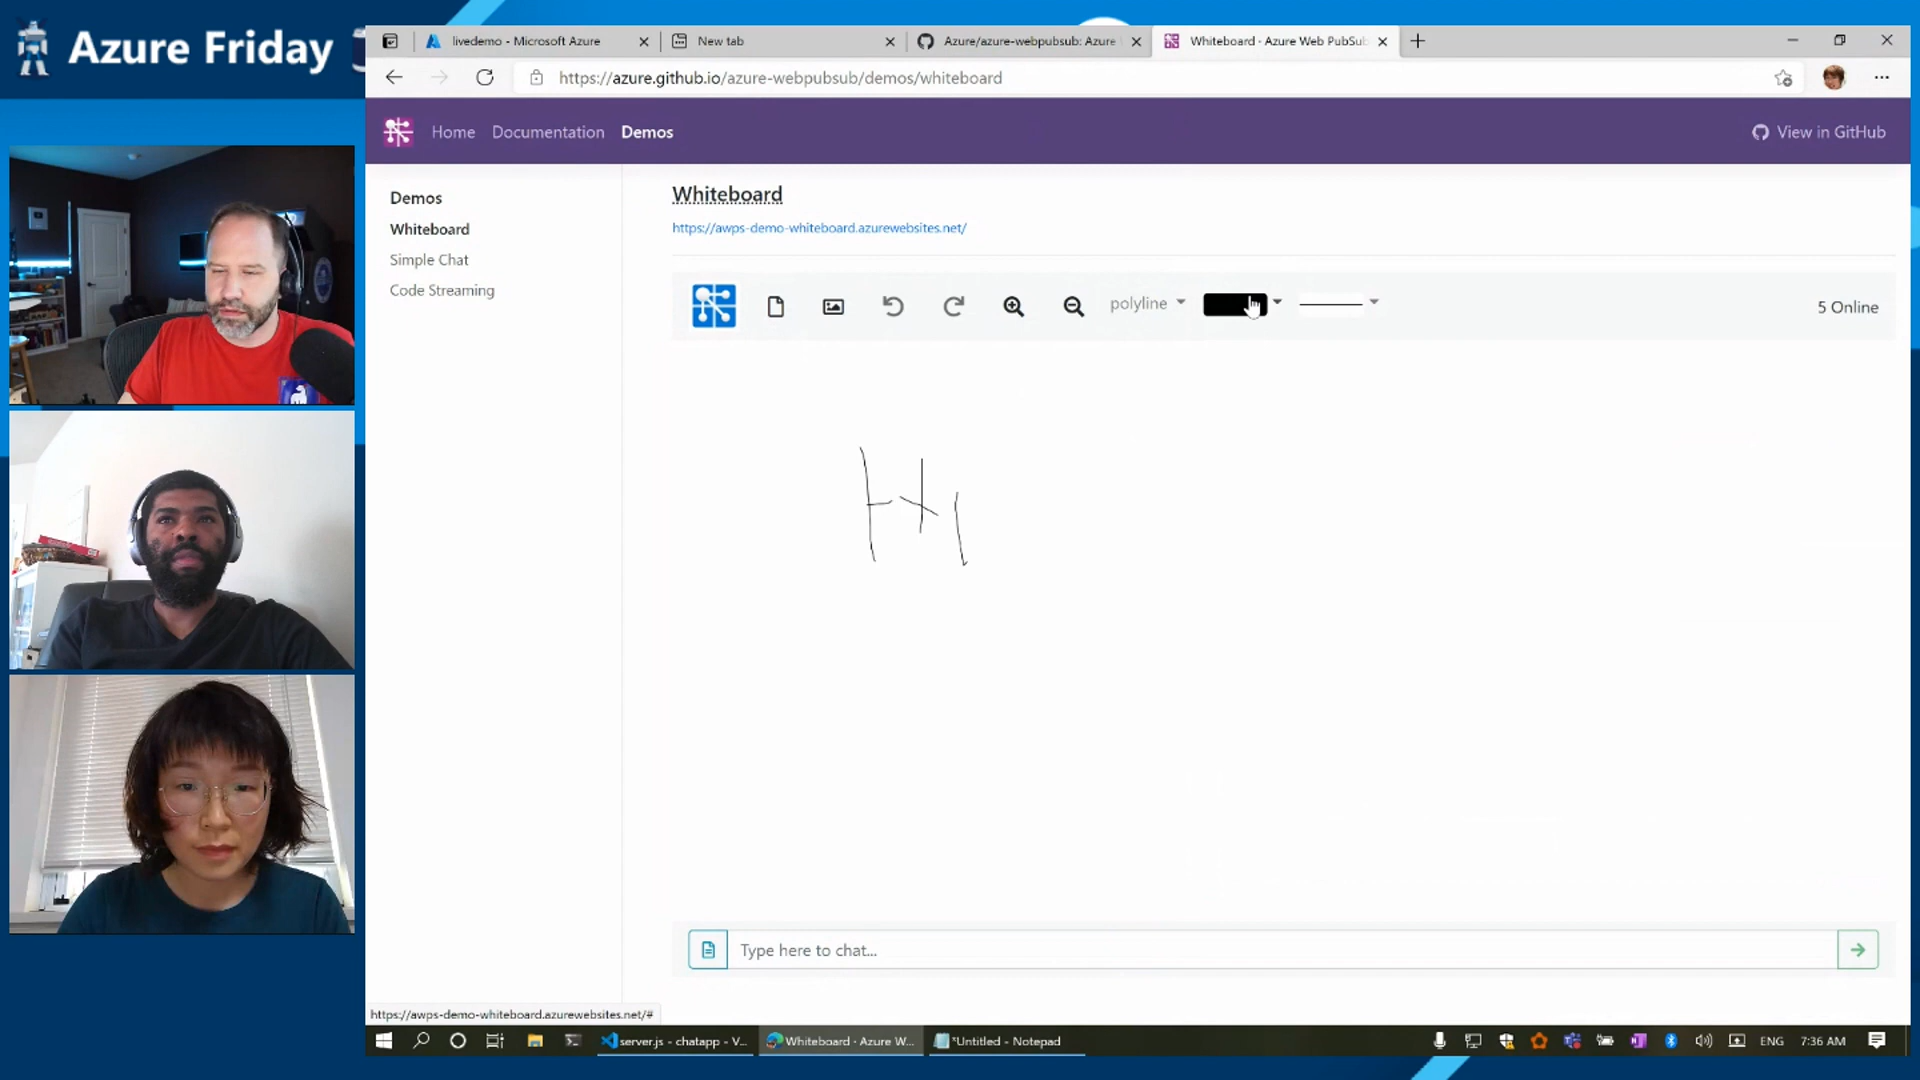 Azure Friday
livedemo - Microsoft Azure
New tab
Azure/azure-webpubsub: Azure
Whiteboard - Azure Web PubSub
https://azure.github.io/azure-webpubsub/demos/whiteboard
Home Documentation Demos View in GitHub
Demos
Whiteboard
Simple Chat
Code Streaming
Whiteboard
https://awps-demo-whiteboard.azurewebsites.net/
polyline
5 Online
Hi
Type here to chat...
https://awps-demo-whiteboard.azurewebsites.net/#
server.js - chatapp - V...
Whiteboard - Azure W...
*Untitled - Notepad
ENG 7:36 AM